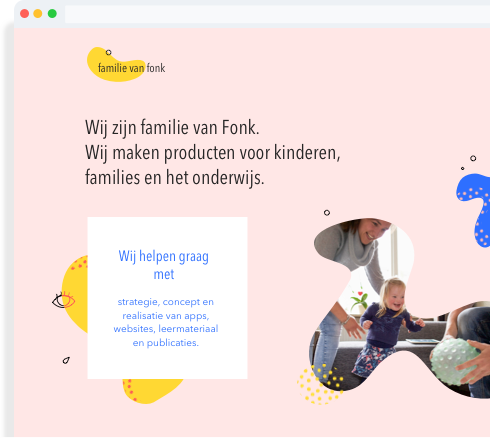 familie van fonk
Wij zijn familie van Fonk.
Wij maken producten voor kinderen,
families en het onderwijs.
Wij helpen graag
met
strategie, concept en
realisatie van apps,
websites, leermateriaal
en publicaties.